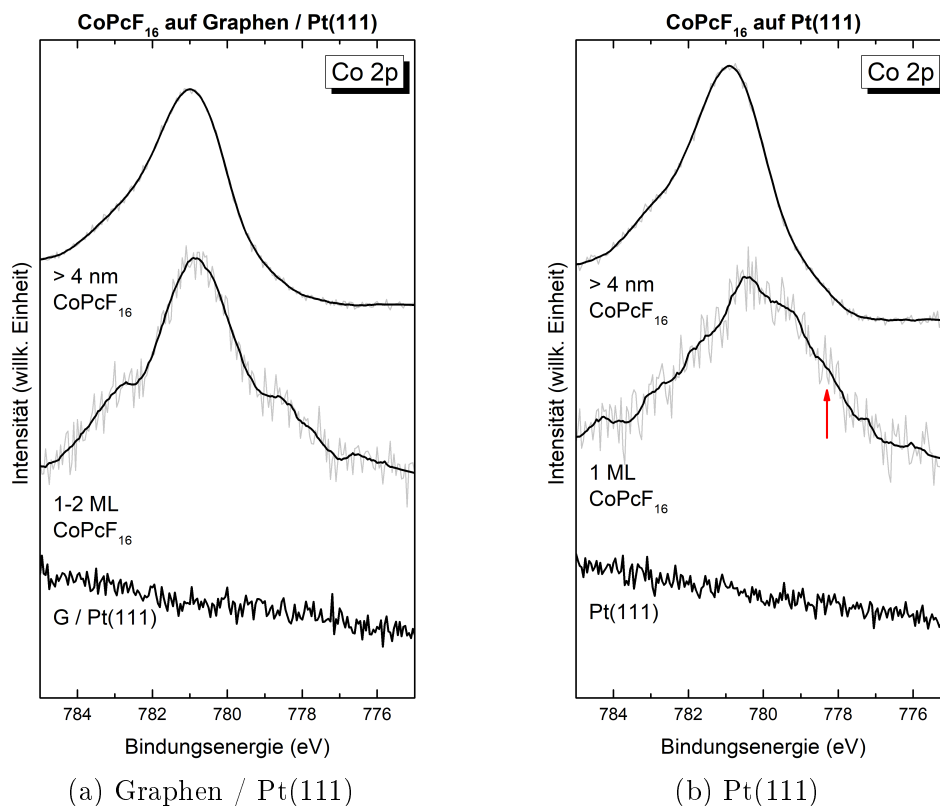 CoPcF₁₆ auf Graphen / Pt(111)
Co 2p
> 4 nm
CoPcF₁₆
1-2 ML
CoPcF₁₆
G / Pt(111)
Intensität (willk. Einheit)
784 782 780 778 776
Bindungsenergie (eV)
(a) Graphen / Pt(111)
CoPcF₁₆ auf Pt(111)
Co 2p
> 4 nm
CoPcF₁₆
1 ML
CoPcF₁₆
Pt(111)
Intensität (willk. Einheit)
784 782 780 778 776
Bindungsenergie (eV)
(b) Pt(111)